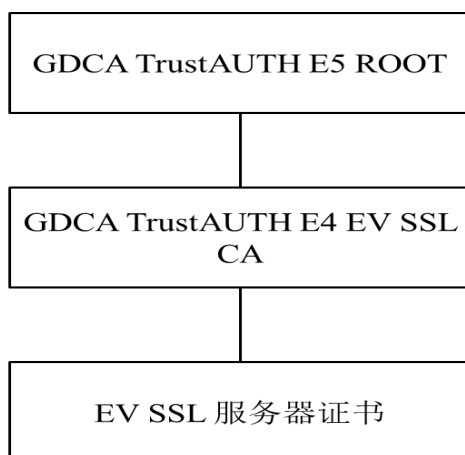 GDCA TrustAUTH E5 ROOT
GDCA TrustAUTH E4 EV SSL
CA
EV SSL 服务器证书